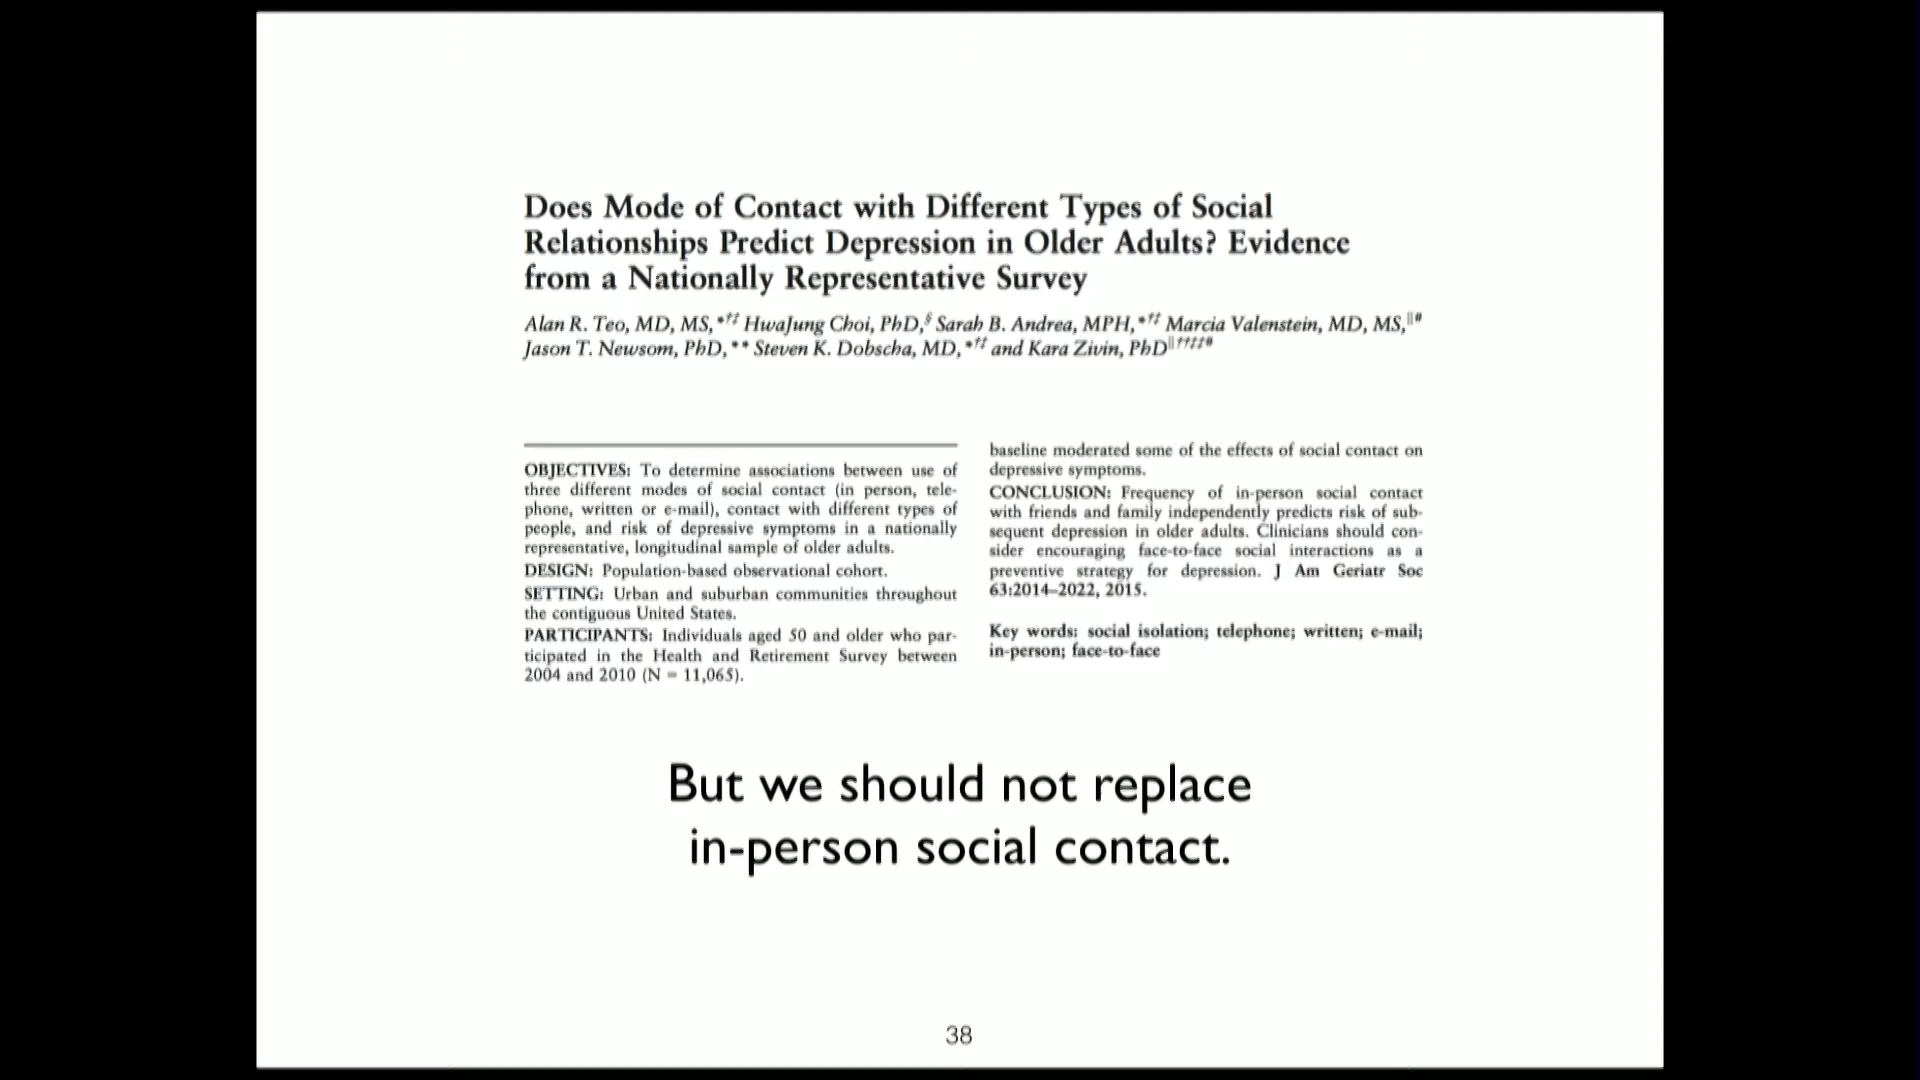 Does Mode of Contact with Different Types of Social
Relationships Predict Depression in Older Adults? Evidence
from a Nationally Representative Survey
Alan R. Teo, MD, MS,*†‡ HwaJung Choi, PhD,§ Sarah B. Andrea, MPH,*†‡ Marcia Valenstein, MD, MS,||#
Jason T. Newsom, PhD,** Steven K. Dobscha, MD,*†‡ and Kara Zivin, PhD||††‡‡#
OBJECTIVES: To determine associations between use of
three different modes of social contact (in person, tele-
phone, written or e-mail), contact with different types of
people, and risk of depressive symptoms in a nationally
representative, longitudinal sample of older adults.
DESIGN: Population-based observational cohort.
SETTING: Urban and suburban communities throughout
the contiguous United States.
PARTICIPANTS: Individuals aged 50 and older who par-
ticipated in the Health and Retirement Survey between
2004 and 2010 (N = 11,065).
baseline moderated some of the effects of social contact on
depressive symptoms.
CONCLUSION: Frequency of in-person social contact
with friends and family independently predicts risk of sub-
sequent depression in older adults. Clinicians should con-
sider encouraging face-to-face social interactions as a
preventive strategy for depression. J Am Geriatr Soc
63:2014–2022, 2015.
Key words: social isolation; telephone; written; e-mail;
in-person; face-to-face
But we should not replace
in-person social contact.
38